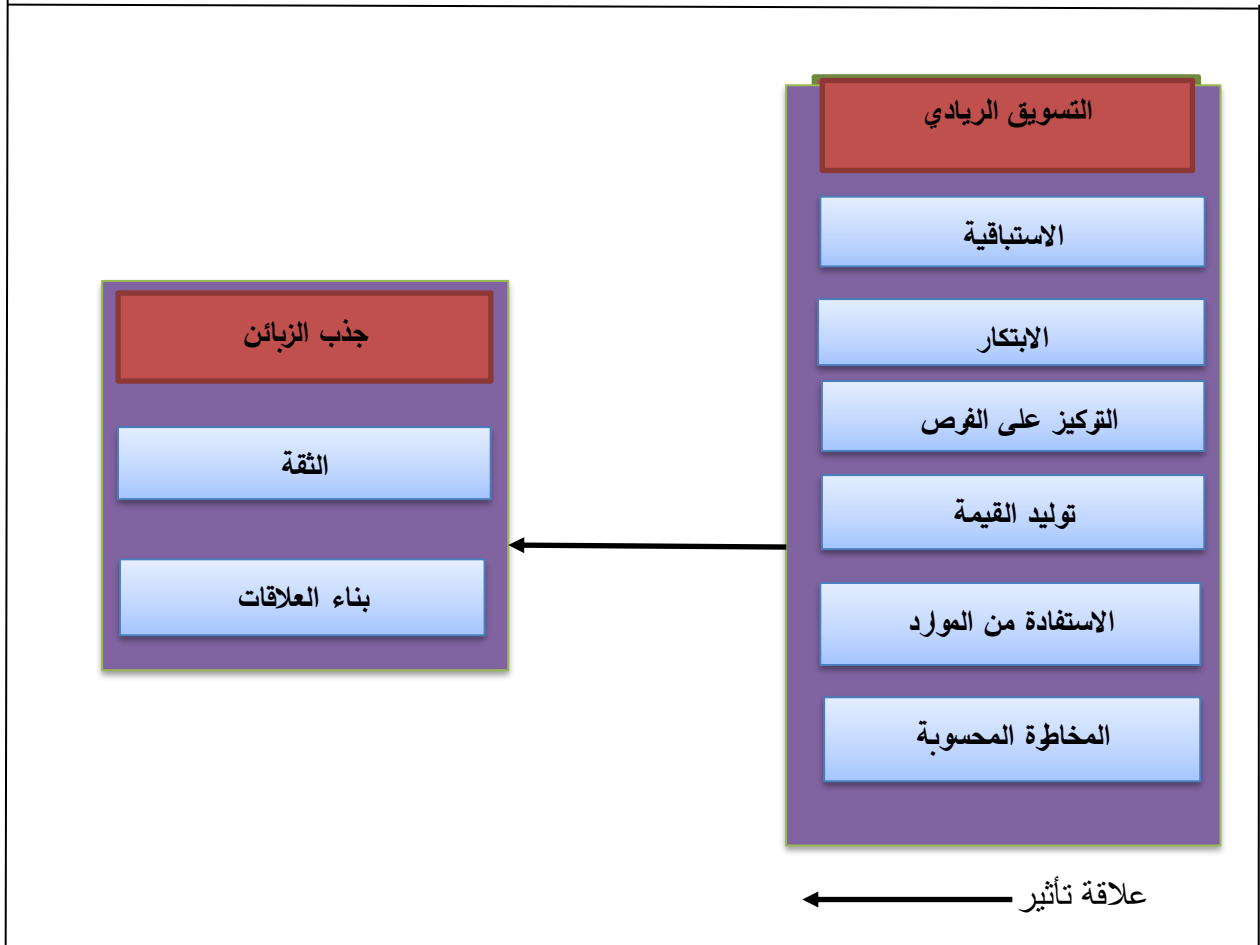 التسويق الريادي
الاستباقية
الابتكار
التركيز على الفرص
توليد القيمة
الاستفادة من الموارد
المخاطرة المحسوبة
جذب الزبائن
الثقة
بناء العلاقات
علاقة تأثير